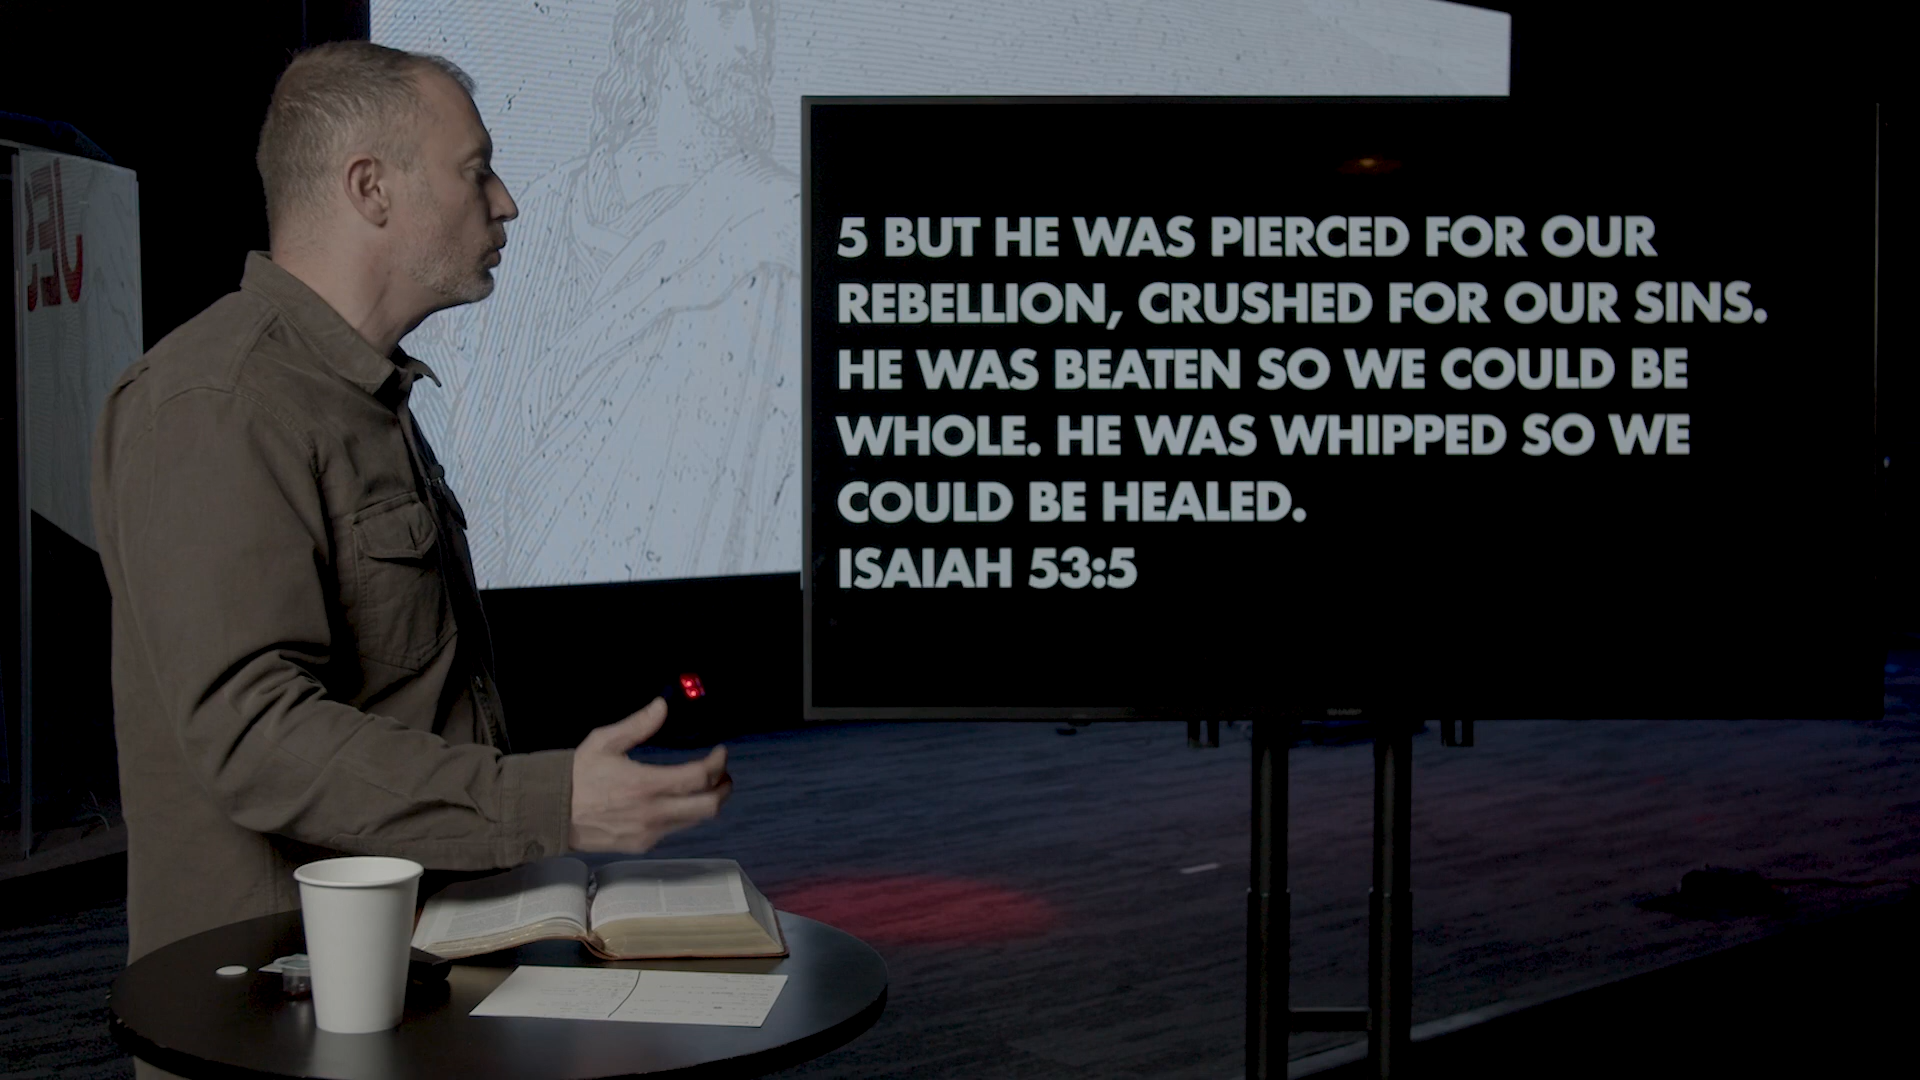 5 BUT HE WAS PIERCED FOR OUR
REBELLION, CRUSHED FOR OUR SINS.
HE WAS BEATEN SO WE COULD BE
WHOLE. HE WAS WHIPPED SO WE
COULD BE HEALED.
ISAIAH 53:5
SHARP